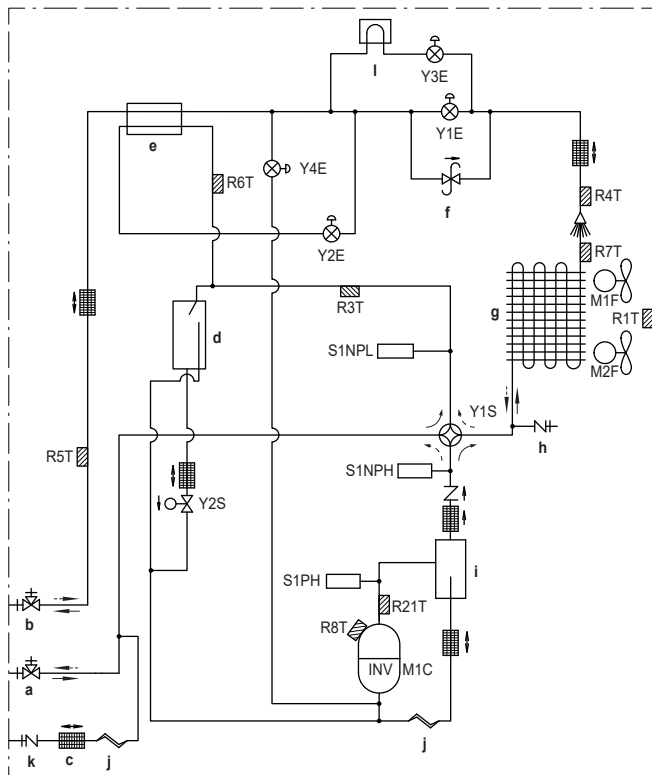 l
Y3E
Y1E
e
Y4E
R6T
f
R4T
Y2E
R7T
M1F
R3T
g
R1T
d
S1NPL
M2F
Y1S
h
R5T
S1NPH
Y2S
i
S1PH
R21T
R8T
b
INV
M1C
a
j
k
c
j